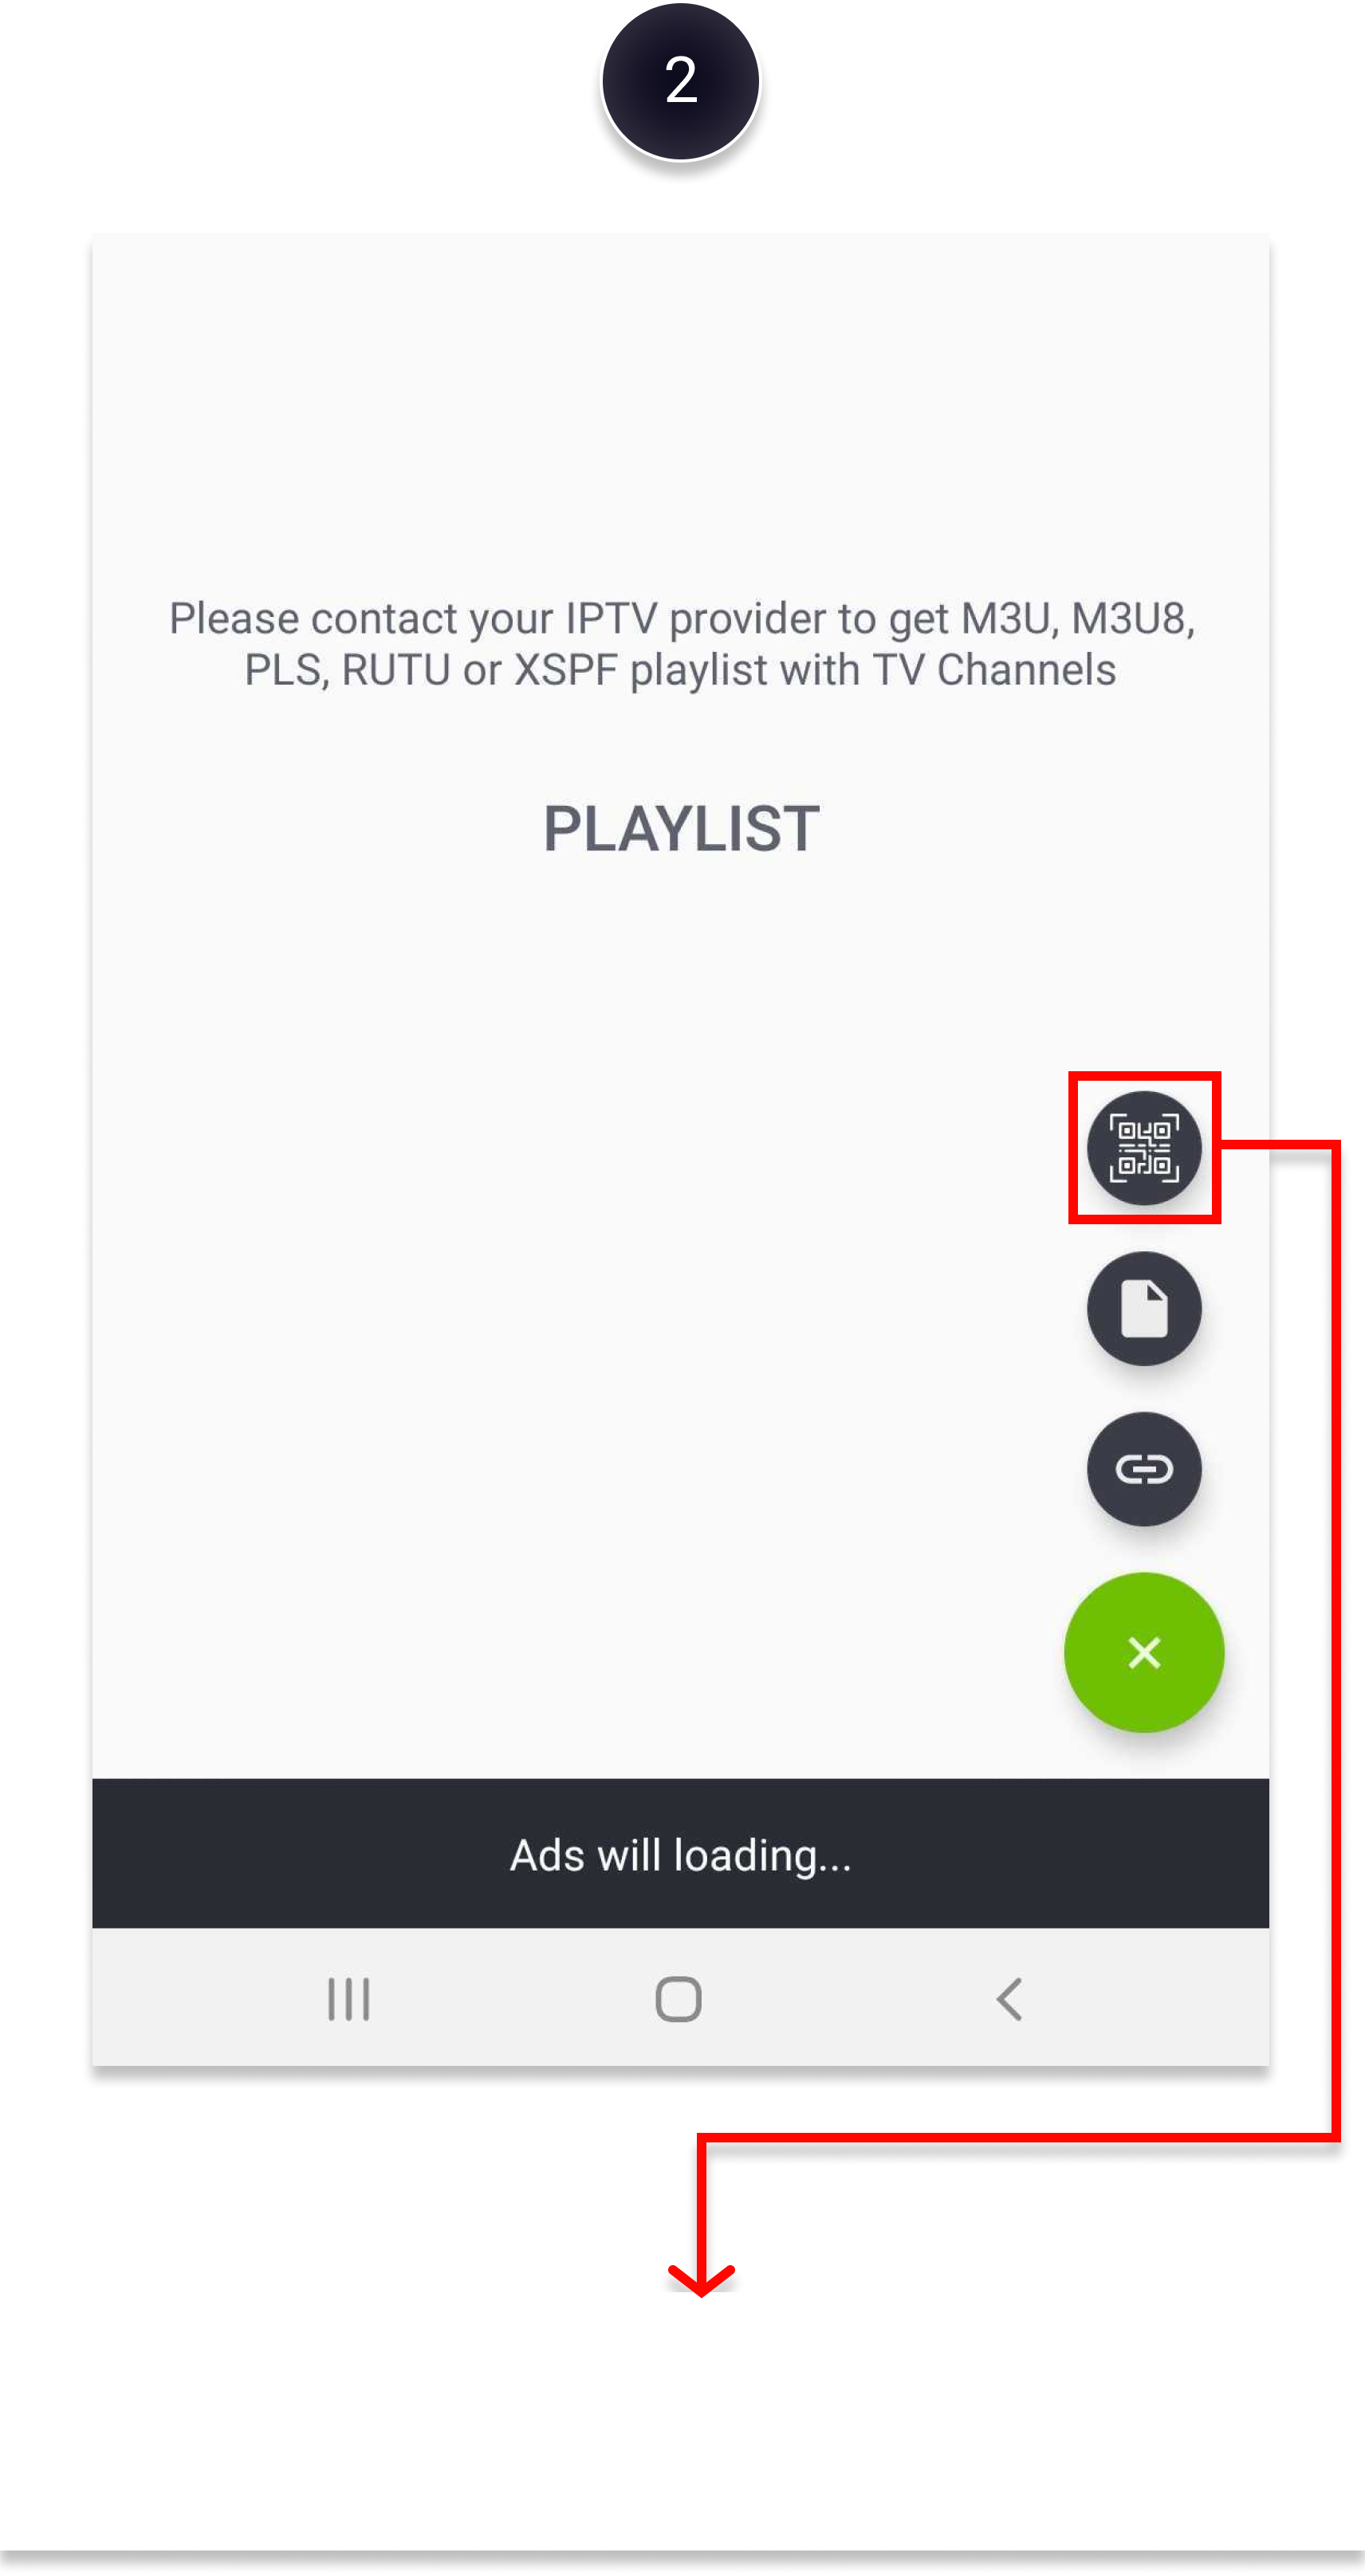 2
Please contact your IPTV provider to get M3U, M3U8,
PLS, RUTU or XSPF playlist with TV Channels
PLAYLIST
Ads will loading...